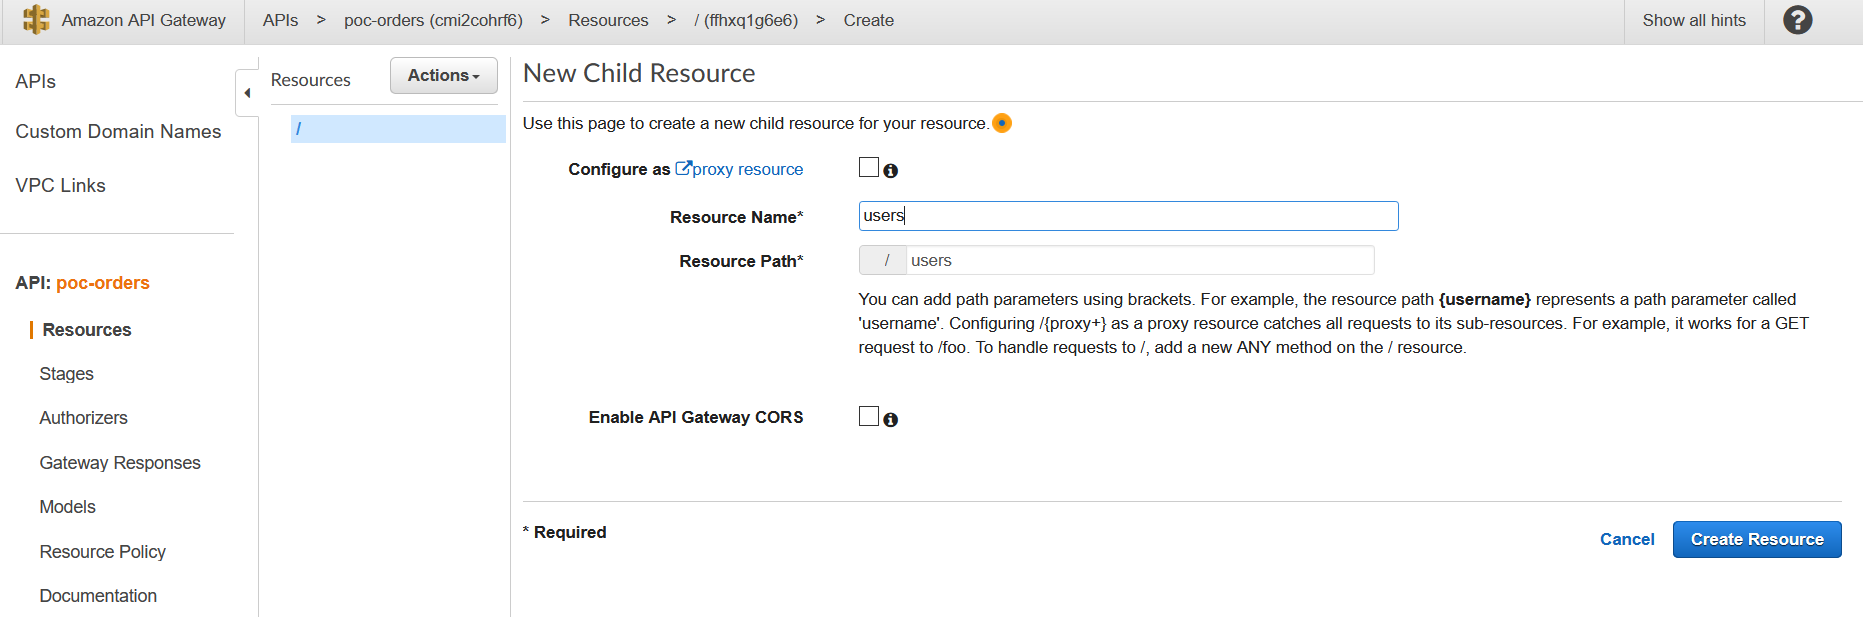 Amazon API Gateway APIs > poc-orders (cmi2cohrf6) > Resources > / (ffhxq1g6e6) > Create Show all hints ?
APIs
Custom Domain Names
VPC Links
API: poc-orders
Resources
Stages
Authorizers
Gateway Responses
Models
Resource Policy
Documentation
Resources Actions
/
New Child Resource
Use this page to create a new child resource for your resource.
Configure as proxy resource
Resource Name* users
Resource Path* / users
You can add path parameters using brackets. For example, the resource path {username} represents a path parameter called
'username'. Configuring /{proxy+} as a proxy resource catches all requests to its sub-resources. For example, it works for a GET
request to /foo. To handle requests to /, add a new ANY method on the / resource.
Enable API Gateway CORS
* Required
Cancel Create Resource